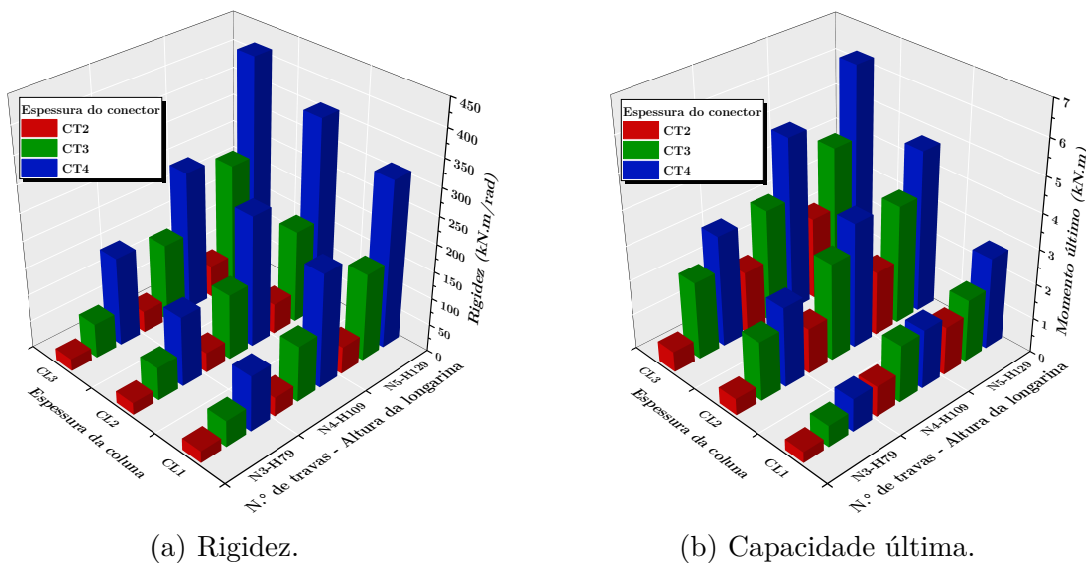 Espessura do conector
CT2
CT3
CT4
450
400
350
300
250
200
150
100
50
0
Rigidez (kN.m/rad)
CL3
CL2
CL1
Espessura da coluna
N3-H79
N4-H109
N5-H129
N.° de travas - Altura da longarina
(a) Rigidez.
Espessura do conector
CT2
CT3
CT4
7
6
5
4
3
2
1
0
Momento último (kN.m)
CL3
CL2
CL1
Espessura da coluna
N3-H79
N4-H109
N5-H129
N.° de travas - Altura da longarina
(b) Capacidade última.